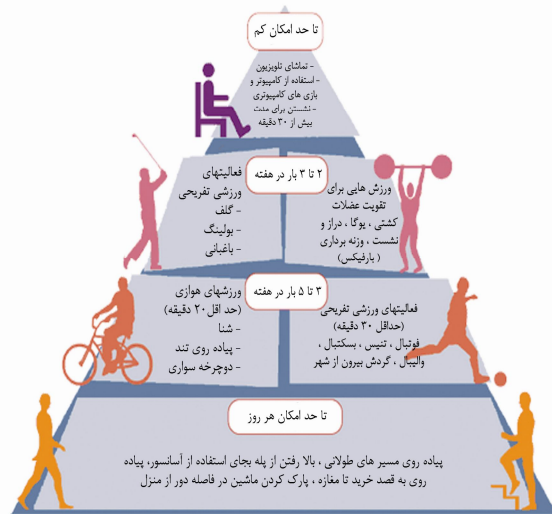 تا حد امکان کم
- تماشای تلویزیون
- استفاده از کامپیوتر و
بازی های کامپیوتری
- نشستن برای مدت
بیش از ۳۰ دقیقه
۲ تا ۳ بار در هفته
ورزش هایی برای
تقویت عضلات
کشتی ، یوگا ، دراز و
نشست ، وزنه برداری
( بارفیکس)
فعالیتهای
ورزشی تفریحی
- گلف
- بولینگ
- باغبانی
۳ تا ۵ بار در هفته
فعالیتهای ورزشی تفریحی
(حداقل ۳۰ دقیقه)
فوتبال ، تنیس ، بسکتبال ،
والیبال ، گردش بیرون از شهر
ورزشهای هوازی
(حد اقل ۲۰ دقیقه)
- شنا
- پیاده روی تند
- دوچرخه سواری
تا حد امکان هر روز
پیاده روی مسیر های طولانی ، بالا رفتن از پله بجای استفاده از آسانسور، پیاده
روی به قصد خرید تا مغازه ، پارک کردن ماشین در فاصله دور از منزل